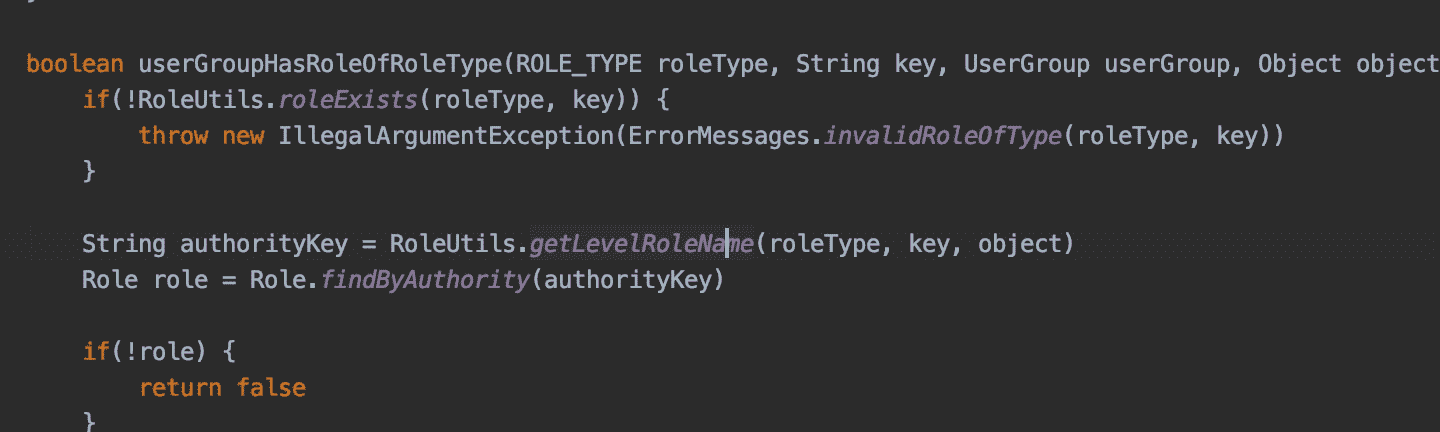 boolean userGroupHasRoleOfRoleType(ROLE_TYPE roleType, String key, UserGroup userGroup, Object object
if(!RoleUtils.roleExists(roleType, key)) {
throw new IllegalArgumentException(ErrorMessages.invalidRoleOfType(roleType, key))
}
String authorityKey = RoleUtils.getLevelRoleName(roleType, key, object)
Role role = Role.findByAuthority(authorityKey)
if(!role) {
return false
}